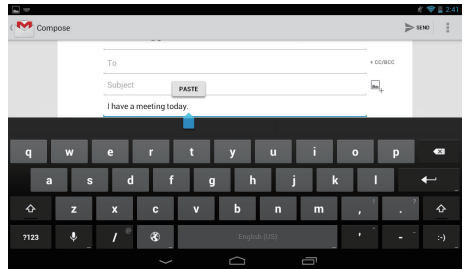 2:41
Compose
SEND
To
+ CC/BCC
Subject
PASTE
I have a meeting today.
q w e r t y u i o p
a s d f g h j k l
z x c v b n m , ! . ?
?123 / @ English (US) ' " - _ :-)